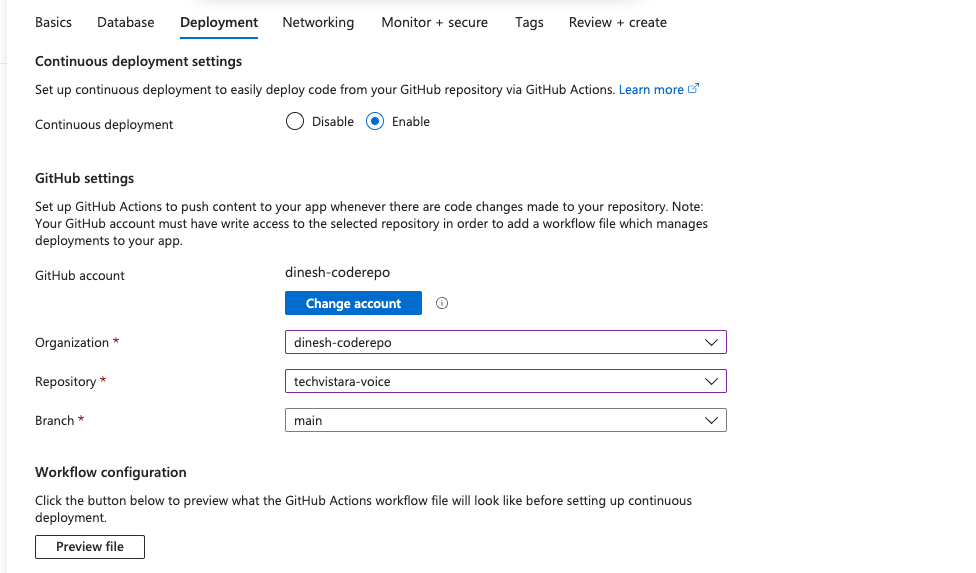 Basics Database Deployment Networking Monitor + secure Tags Review + create
Continuous deployment settings
Set up continuous deployment to easily deploy code from your GitHub repository via GitHub Actions. Learn more
Continuous deployment Disable Enable
GitHub settings
Set up GitHub Actions to push content to your app whenever there are code changes made to your repository. Note:
Your GitHub account must have write access to the selected repository in order to add a workflow file which manages
deployments to your app.
GitHub account dinesh-coderepo
Change account
Organization * dinesh-coderepo
Repository * techvistara-voice
Branch * main
Workflow configuration
Click the button below to preview what the GitHub Actions workflow file will look like before setting up continuous
deployment.
Preview file